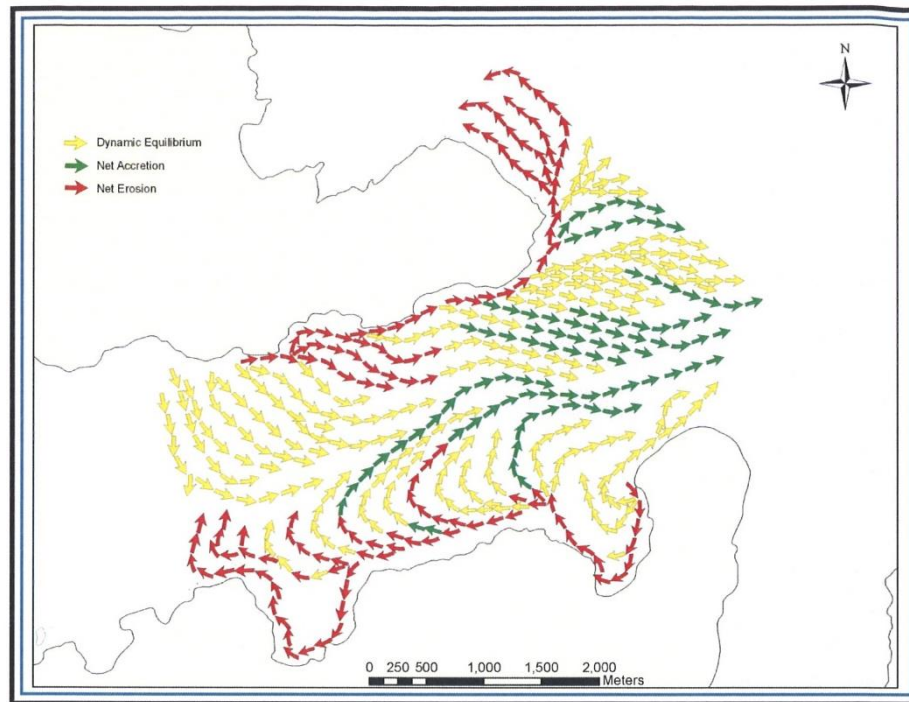 N
Dynamic Equilibrium
Net Accretion
Net Erosion
0 250 500 1,000 1,500 2,000
Meters